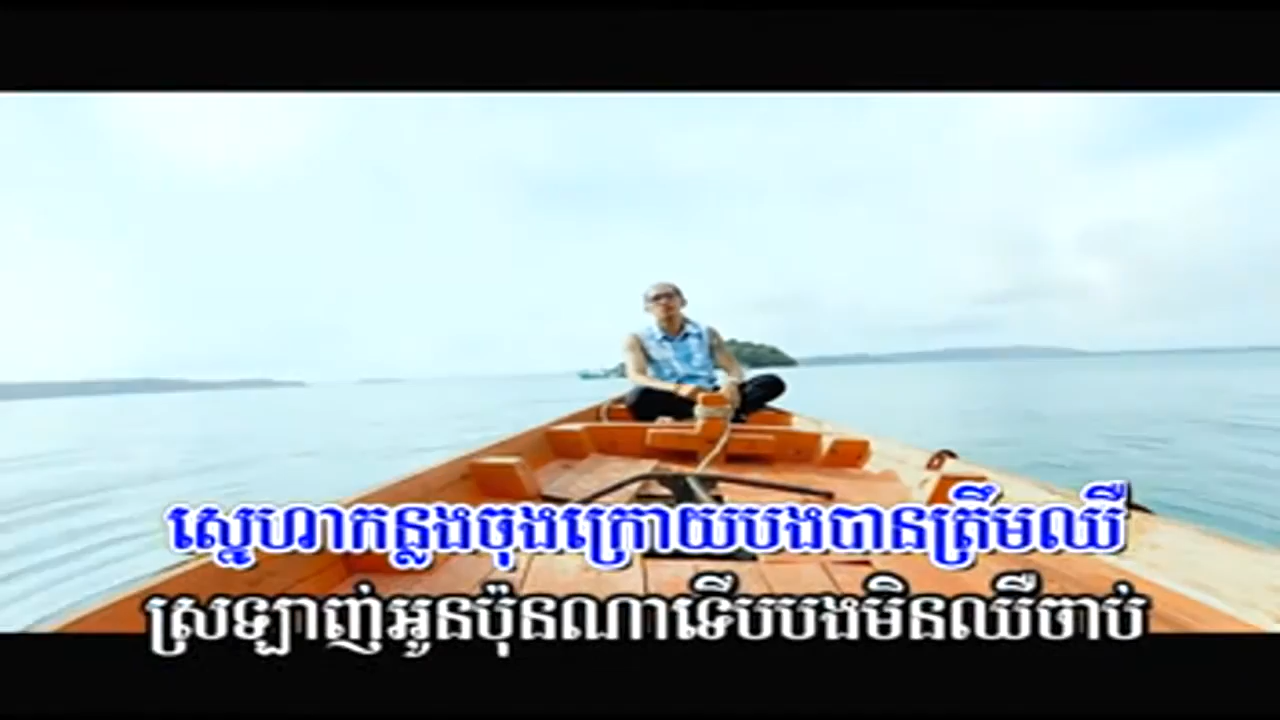 ស្នេហាកន្លងចុងក្រោយបងបានត្រឹមឈឺ
ស្រឡាញ់អូនប៉ុនណាទើបបងមិនឈឺចាប់